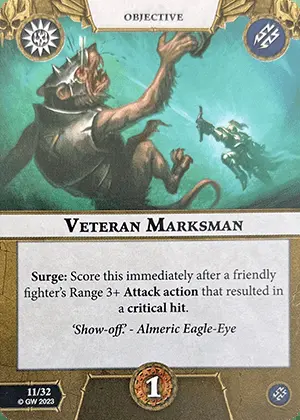 OBJECTIVE
VETERAN MARKSMAN
Surge: Score this immediately after a friendly
fighter's Range 3+ Attack action that resulted in
a critical hit.
‘Show-off.’ - Almeric Eagle-Eye
11/32
© GW 2023
1